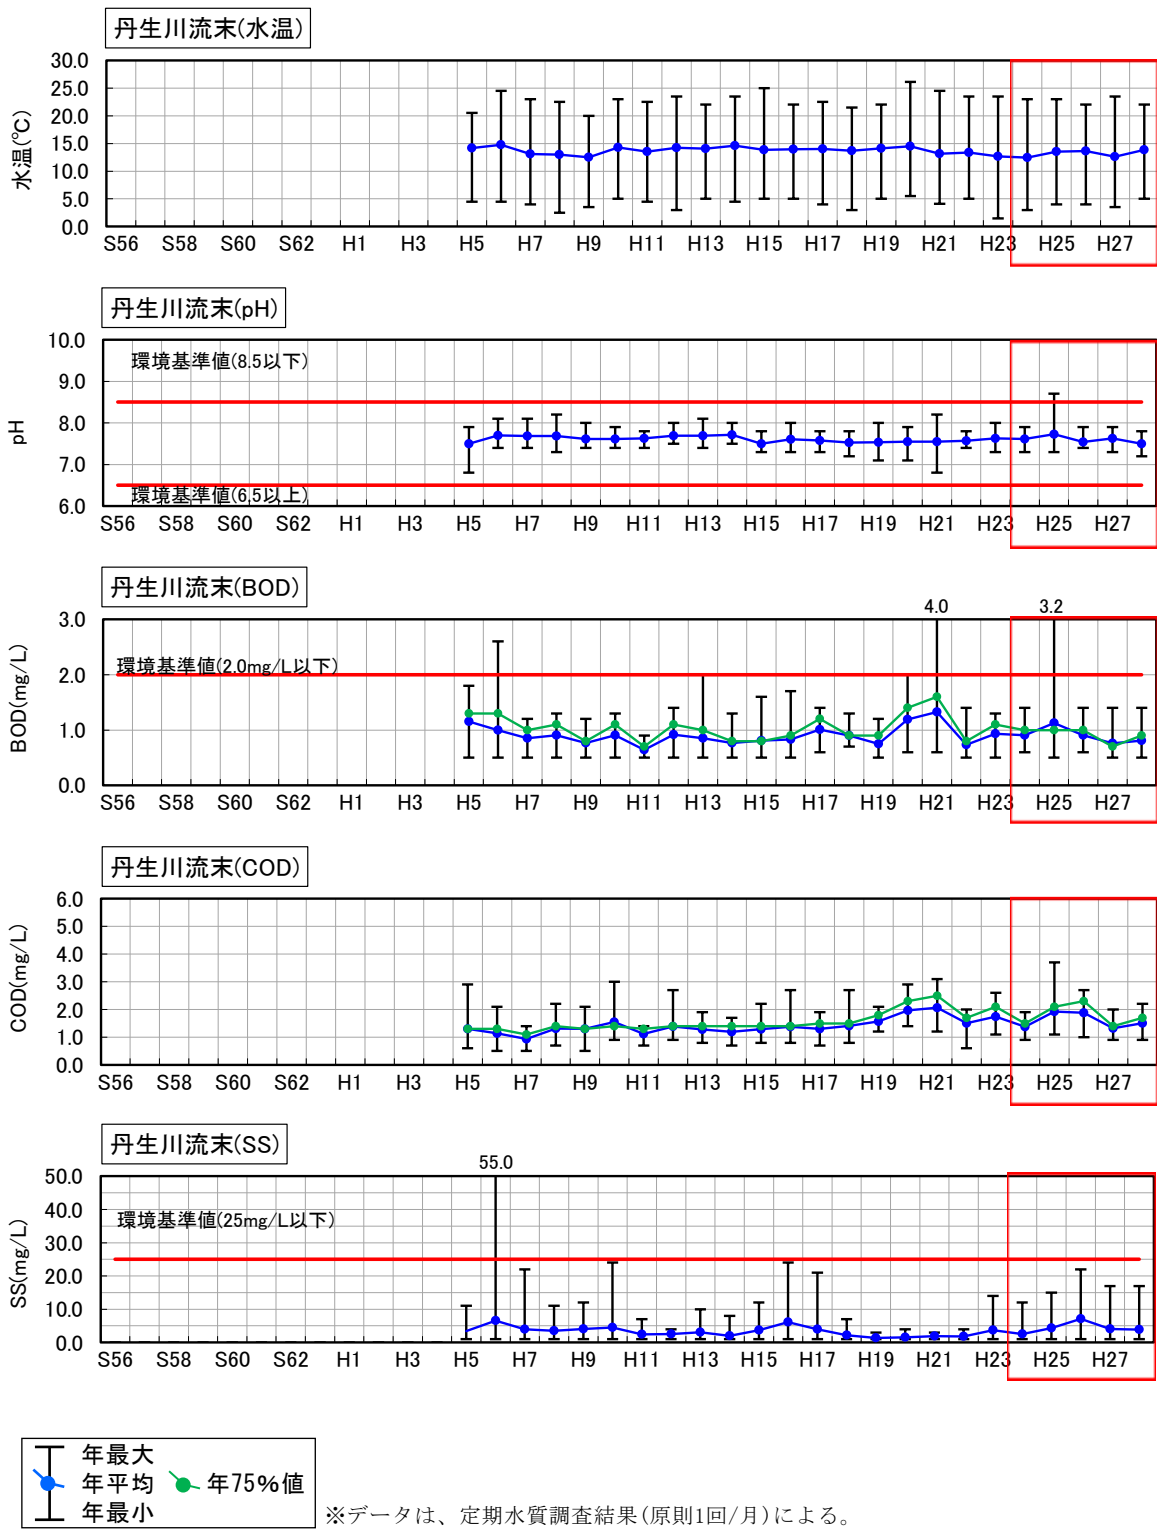 丹生川流末(水温)
30.0
25.0
20.0
15.0
10.0
5.0
0.0
水温(℃)
S56 S58 S60 S62 H1 H3 H5 H7 H9 H11 H13 H15 H17 H19 H21 H23 H25 H27
丹生川流末(pH)
10.0
9.0
8.0
7.0
6.0
pH
環境基準値(8.5以下)
環境基準値(6.5以上)
S56 S58 S60 S62 H1 H3 H5 H7 H9 H11 H13 H15 H17 H19 H21 H23 H25 H27
丹生川流末(BOD)
4.0 3.2
3.0
2.0
1.0
0.0
BOD(mg/L)
環境基準値(2.0mg/L以下)
S56 S58 S60 S62 H1 H3 H5 H7 H9 H11 H13 H15 H17 H19 H21 H23 H25 H27
丹生川流末(COD)
6.0
5.0
4.0
3.0
2.0
1.0
0.0
COD(mg/L)
S56 S58 S60 S62 H1 H3 H5 H7 H9 H11 H13 H15 H17 H19 H21 H23 H25 H27
丹生川流末(SS)
55.0
50.0
40.0
30.0
20.0
10.0
0.0
SS(mg/L)
環境基準値(25mg/L以下)
S56 S58 S60 S62 H1 H3 H5 H7 H9 H11 H13 H15 H17 H19 H21 H23 H25 H27
年最大
年平均 年75%値
年最小
※データは、定期水質調査結果(原則1回/月)による。